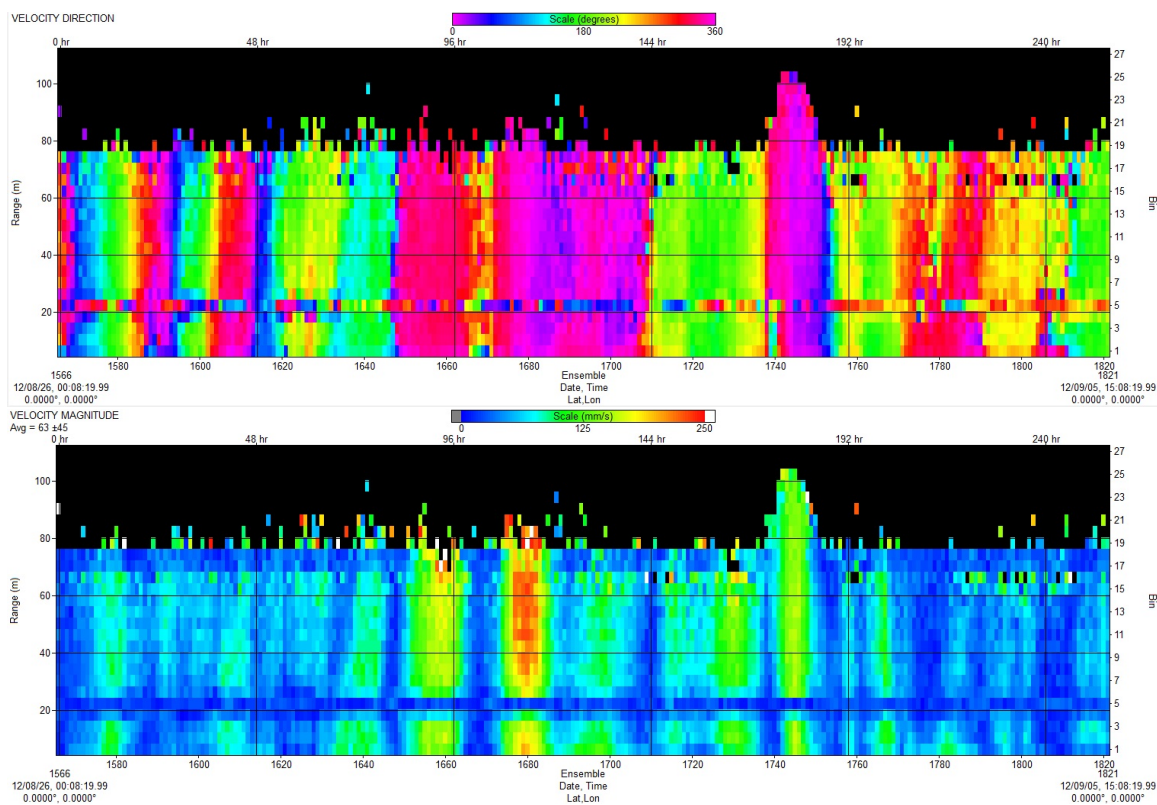 VELOCITY DIRECTION
Scale (degrees)
0 180 360
0 hr 48 hr 96 hr 144 hr 192 hr 240 hr
Range (m)
100
80
60
40
20
27
25
23
21
19
17
15
13
11
9
7
5
3
1
Bin
1580 1600 1620 1640 1660 1680 1700 1720 1740 1760 1780 1800 1820
1566 Ensemble 1821
12/08/26, 00:08:19.99 Date, Time 12/09/05, 15:08:19.99
0.0000°, 0.0000° Lat,Lon 0.0000°, 0.0000°
VELOCITY MAGNITUDE
Avg = 63 ±45
Scale (mm/s)
0 125 250
0 hr 48 hr 96 hr 144 hr 192 hr 240 hr
Range (m)
100
80
60
40
20
27
25
23
21
19
17
15
13
11
9
7
5
3
1
Bin
1580 1600 1620 1640 1660 1680 1700 1720 1740 1760 1780 1800 1820
1566 Ensemble 1821
12/08/26, 00:08:19.99 Date, Time 12/09/05, 15:08:19.99
0.0000°, 0.0000° Lat,Lon 0.0000°, 0.0000°